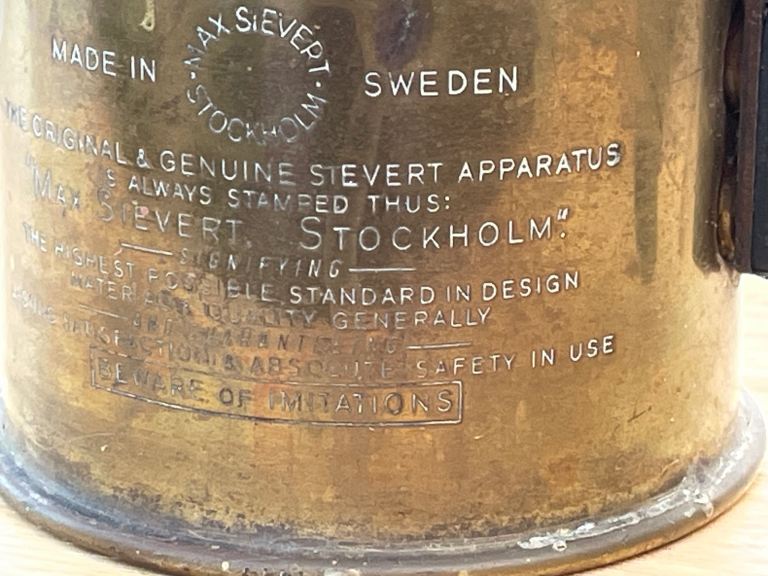 MAX SIEVERT
STOCKHOLM
MADE IN SWEDEN
THE ORIGINAL & GENUINE SIEVERT APPARATUS
IS ALWAYS STAMPED THUS:
"MAX SIEVERT, STOCKHOLM".
SIGNIFYING
THE HIGHEST POSSIBLE STANDARD IN DESIGN
MATERIAL & QUALITY GENERALLY
AND GUARANTEEING
SATISFACTION & ABSOLUTE SAFETY IN USE
BEWARE OF IMITATIONS